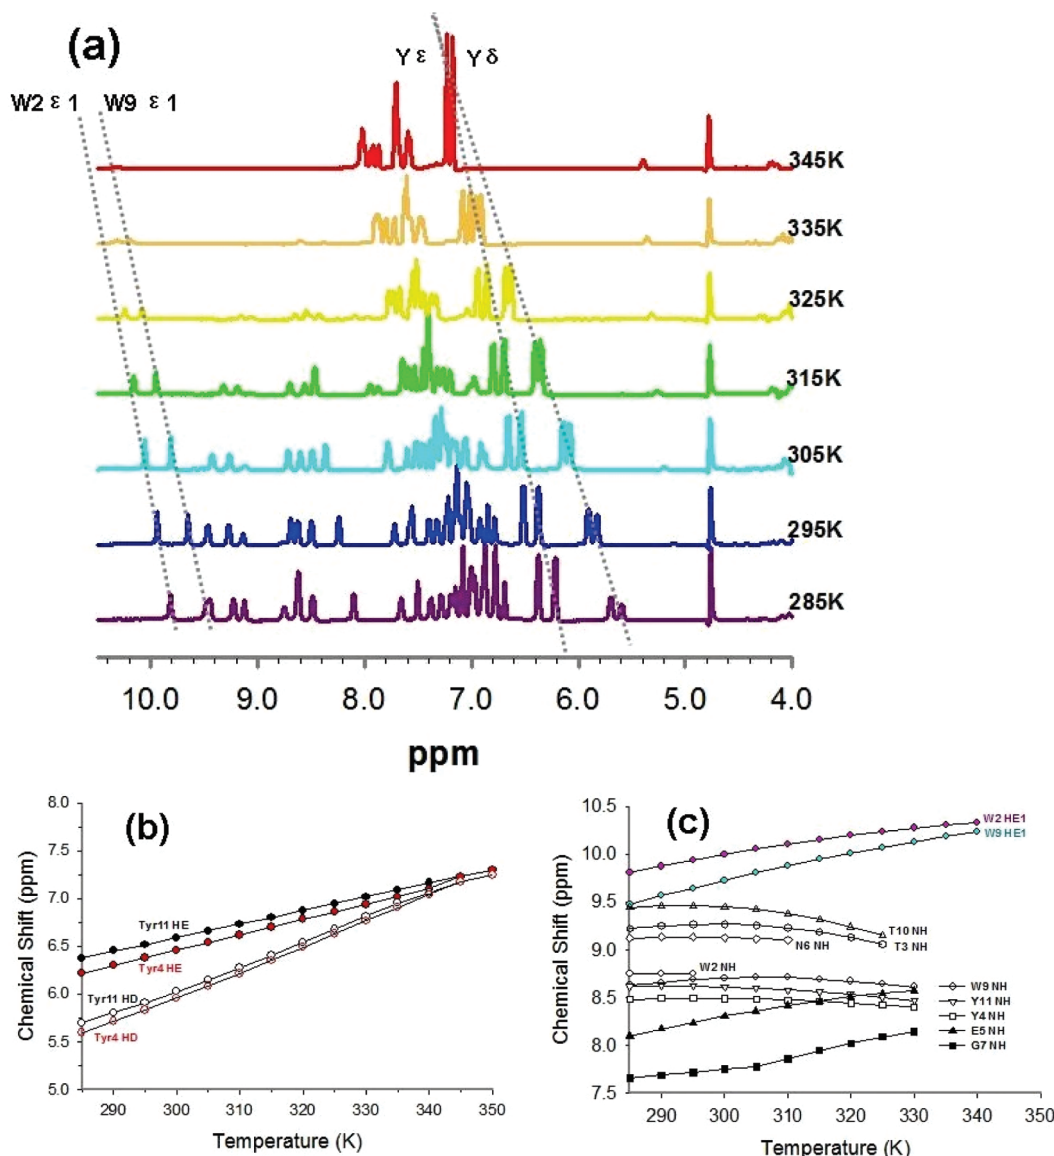 (a)
Y ε Y δ
W2 ε 1 W9 ε 1
345K
335K
325K
315K
305K
295K
285K
10.0 9.0 8.0 7.0 6.0 5.0 4.0
ppm
(b)
Chemical Shift (ppm)
8.0
7.5
7.0
6.5
6.0
5.5
5.0
Tyr11 HE
Tyr4 HE
Tyr11 HD
Tyr4 HD
290 300 310 320 330 340 350
Temperature (K)
(c)
Chemical Shift (ppm)
10.5
10.0
9.5
9.0
8.5
8.0
7.5
W2 HE1
W9 HE1
T10 NH
T3 NH
N6 NH
W2 NH
W9 NH
Y11 NH
Y4 NH
E5 NH
G7 NH
290 300 310 320 330 340 350
Temperature (K)